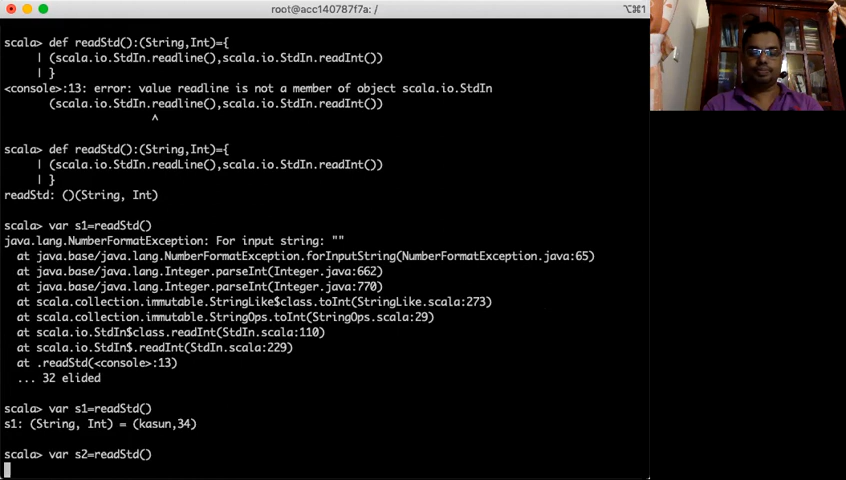 root@acc140787f7a: /
⌥⌘1
scala> def readStd():(String,Int)={
     | (scala.io.StdIn.readline(),scala.io.StdIn.readInt())
     | }
<console>:13: error: value readline is not a member of object scala.io.StdIn
       (scala.io.StdIn.readline(),scala.io.StdIn.readInt())
                       ^
scala> def readStd():(String,Int)={
     | (scala.io.StdIn.readLine(),scala.io.StdIn.readInt())
     | }
readStd: ()(String, Int)
scala> var s1=readStd()
java.lang.NumberFormatException: For input string: ""
  at java.base/java.lang.NumberFormatException.forInputString(NumberFormatException.java:65)
  at java.base/java.lang.Integer.parseInt(Integer.java:662)
  at java.base/java.lang.Integer.parseInt(Integer.java:770)
  at scala.collection.immutable.StringLike$class.toInt(StringLike.scala:273)
  at scala.collection.immutable.StringOps.toInt(StringOps.scala:29)
  at scala.io.StdIn$class.readInt(StdIn.scala:110)
  at scala.io.StdIn$.readInt(StdIn.scala:229)
  at .readStd(<console>:13)
  ... 32 elided
scala> var s1=readStd()
s1: (String, Int) = (kasun,34)
scala> var s2=readStd()